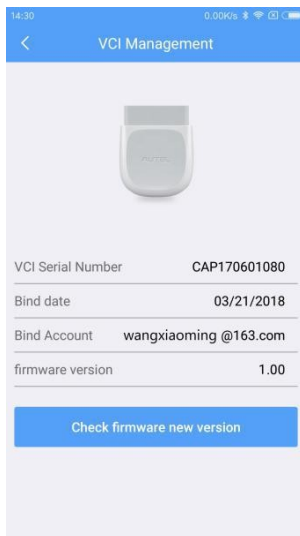 14:30 0.00K/s
VCI Management
AUTEL
VCI Serial Number CAP170601080
Bind date 03/21/2018
Bind Account wangxiaoming @163.com
firmware version 1.00
Check firmware new version